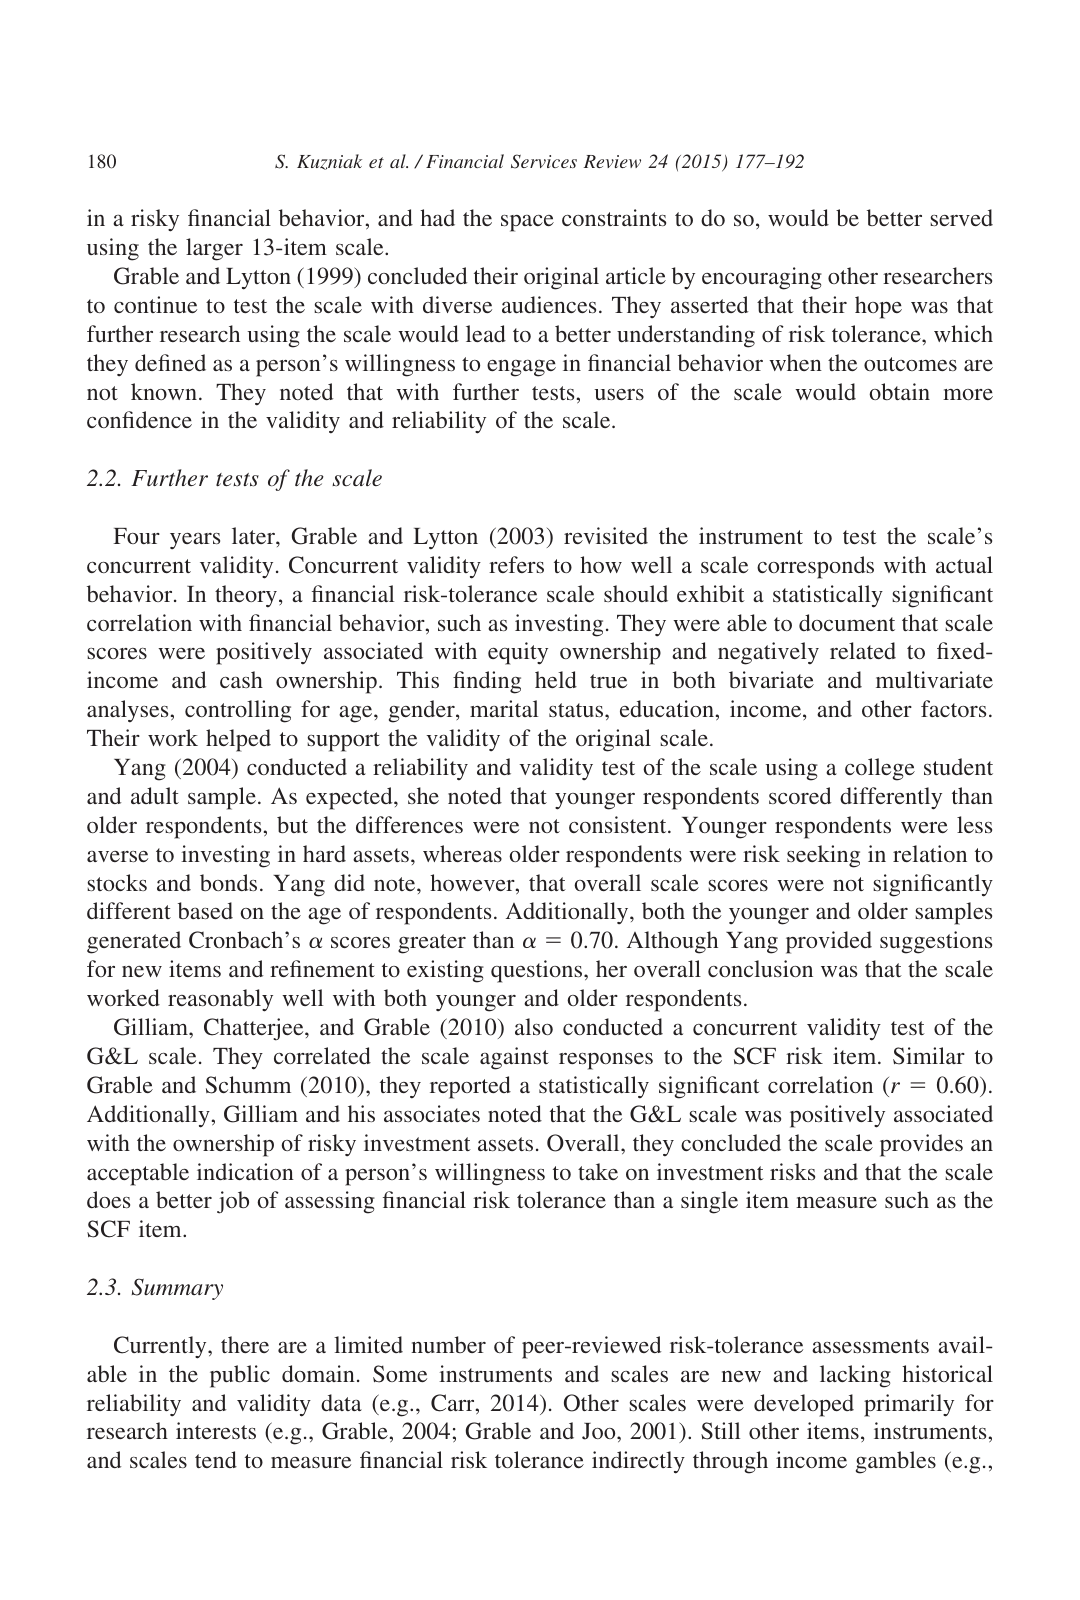 180
S. Kuzniak et al. / Financial Services Review 24 (2015) 177–192
in a risky financial behavior, and had the space constraints to do so, would be better served
using the larger 13-item scale.
Grable and Lytton (1999) concluded their original article by encouraging other researchers
to continue to test the scale with diverse audiences. They asserted that their hope was that
further research using the scale would lead to a better understanding of risk tolerance, which
they defined as a person’s willingness to engage in financial behavior when the outcomes are
not known. They noted that with further tests, users of the scale would obtain more
confidence in the validity and reliability of the scale.
2.2. Further tests of the scale
Four years later, Grable and Lytton (2003) revisited the instrument to test the scale’s
concurrent validity. Concurrent validity refers to how well a scale corresponds with actual
behavior. In theory, a financial risk-tolerance scale should exhibit a statistically significant
correlation with financial behavior, such as investing. They were able to document that scale
scores were positively associated with equity ownership and negatively related to fixed-
income and cash ownership. This finding held true in both bivariate and multivariate
analyses, controlling for age, gender, marital status, education, income, and other factors.
Their work helped to support the validity of the original scale.
Yang (2004) conducted a reliability and validity test of the scale using a college student
and adult sample. As expected, she noted that younger respondents scored differently than
older respondents, but the differences were not consistent. Younger respondents were less
averse to investing in hard assets, whereas older respondents were risk seeking in relation to
stocks and bonds. Yang did note, however, that overall scale scores were not significantly
different based on the age of respondents. Additionally, both the younger and older samples
generated Cronbach’s α scores greater than α = 0.70. Although Yang provided suggestions
for new items and refinement to existing questions, her overall conclusion was that the scale
worked reasonably well with both younger and older respondents.
Gilliam, Chatterjee, and Grable (2010) also conducted a concurrent validity test of the
G&L scale. They correlated the scale against responses to the SCF risk item. Similar to
Grable and Schumm (2010), they reported a statistically significant correlation (r = 0.60).
Additionally, Gilliam and his associates noted that the G&L scale was positively associated
with the ownership of risky investment assets. Overall, they concluded the scale provides an
acceptable indication of a person’s willingness to take on investment risks and that the scale
does a better job of assessing financial risk tolerance than a single item measure such as the
SCF item.
2.3. Summary
Currently, there are a limited number of peer-reviewed risk-tolerance assessments avail-
able in the public domain. Some instruments and scales are new and lacking historical
reliability and validity data (e.g., Carr, 2014). Other scales were developed primarily for
research interests (e.g., Grable, 2004; Grable and Joo, 2001). Still other items, instruments,
and scales tend to measure financial risk tolerance indirectly through income gambles (e.g.,